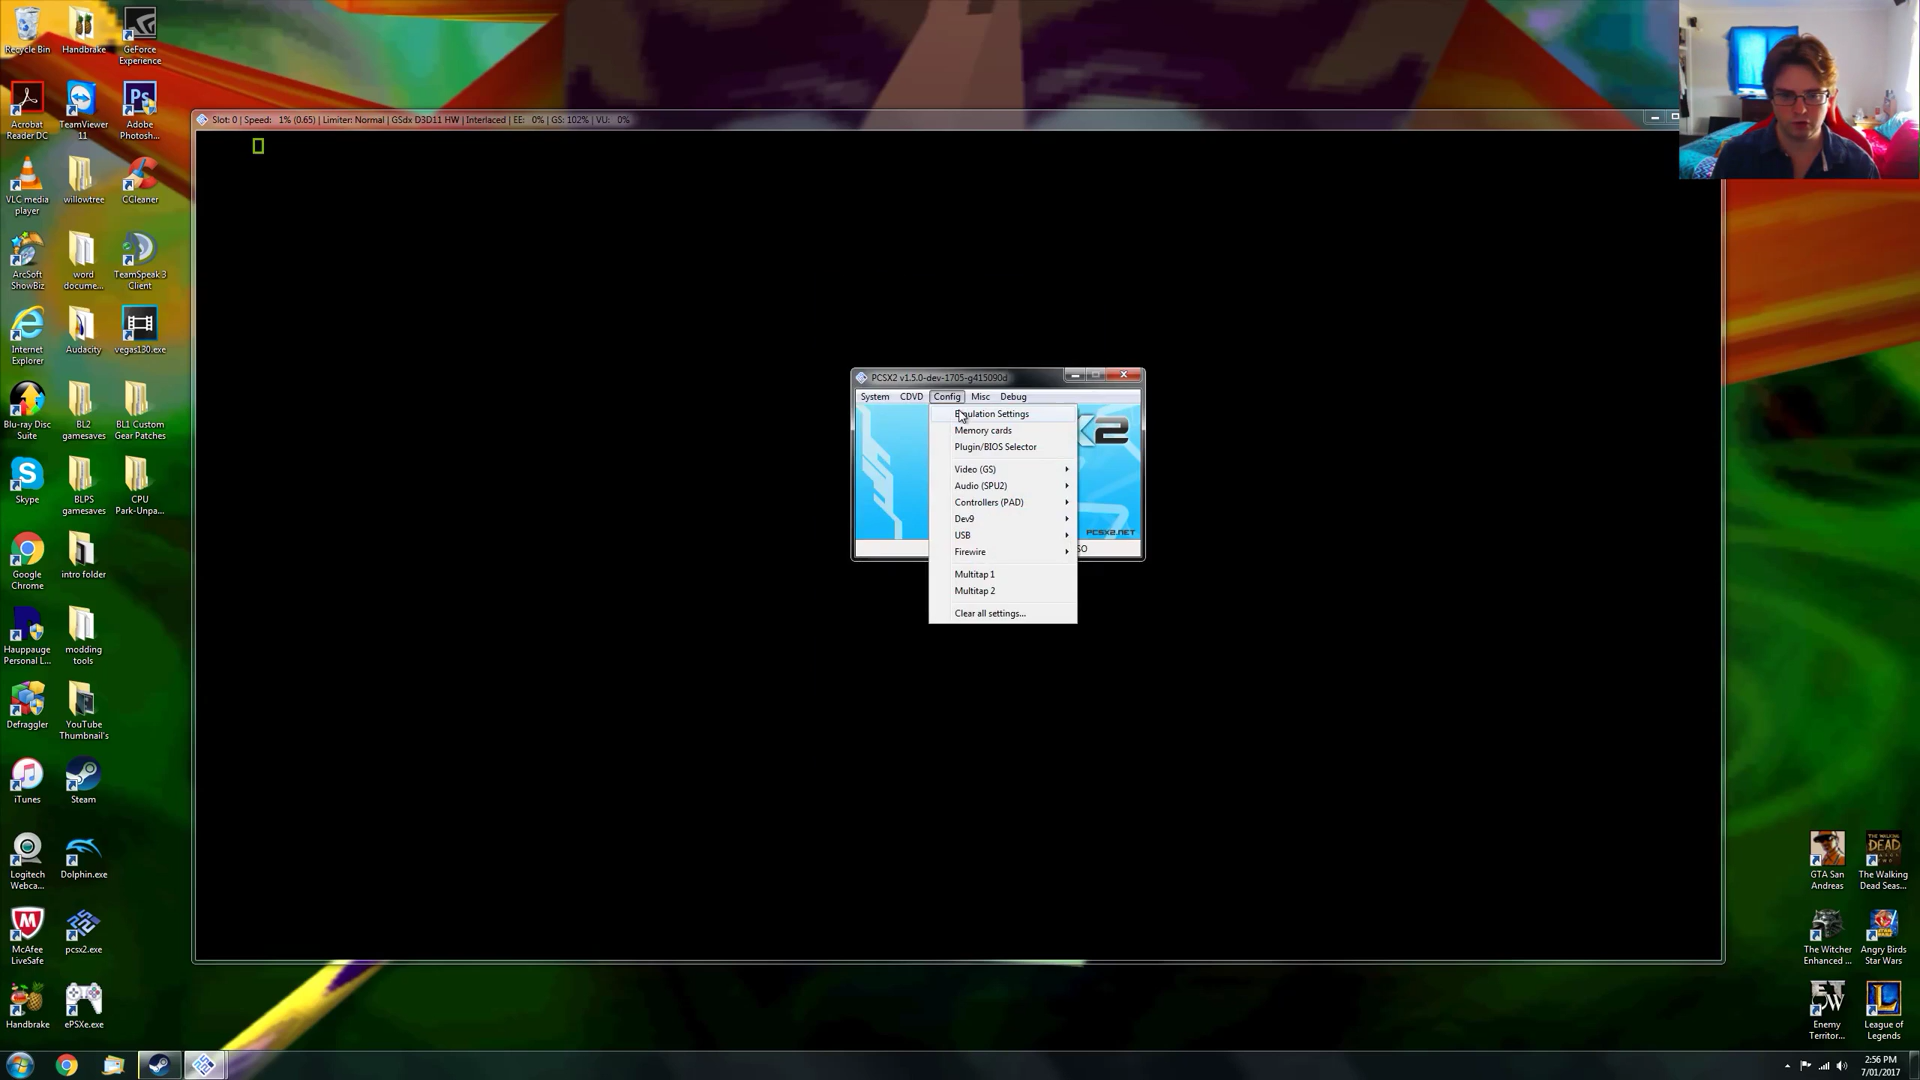 Recycle Bin
Handbrake
GeForce
Experience
Acrobat
Reader DC
TeamViewer
11
Adobe
Photosh...
Ps
VLC media
player
willowtree
CCleaner
ArcSoft
ShowBiz
word
docume...
TeamSpeak 3
Client
Internet
Explorer
Audacity
vegas130.exe
Blu-ray Disc
Suite
BL2
gamesaves
BL1 Custom
Gear Patches
Skype
BLPS
gamesaves
CPU
Park-Unpa...
Google
Chrome
intro folder
Hauppauge
Personal L...
modding
tools
Defraggler
YouTube
Thumbnail's
iTunes
Steam
Logitech
Webca...
Dolphin.exe
McAfee
LiveSafe
pcsx2.exe
Handbrake
ePSXe.exe
Slot: 0 | Speed: 1% (0.65) | Limiter: Normal | GSdx D3D11 HW | Interlaced | EE: 0% | GS: 102% | VU: 0%
PCSX2 v1.5.0-dev-1705-g415090d
System CDVD Config Misc Debug
Emulation Settings
Memory cards
Plugin/BIOS Selector
Video (GS)
Audio (SPU2)
Controllers (PAD)
Dev9
USB
Firewire
Multitap 1
Multitap 2
Clear all settings...
2
PCSX2.NET
SO
GTA San
Andreas
The Walking
Dead Seas...
The Witcher
Enhanced ...
Angry Birds
Star Wars
Enemy
Territor...
League of
Legends
2:56 PM
7/01/2017